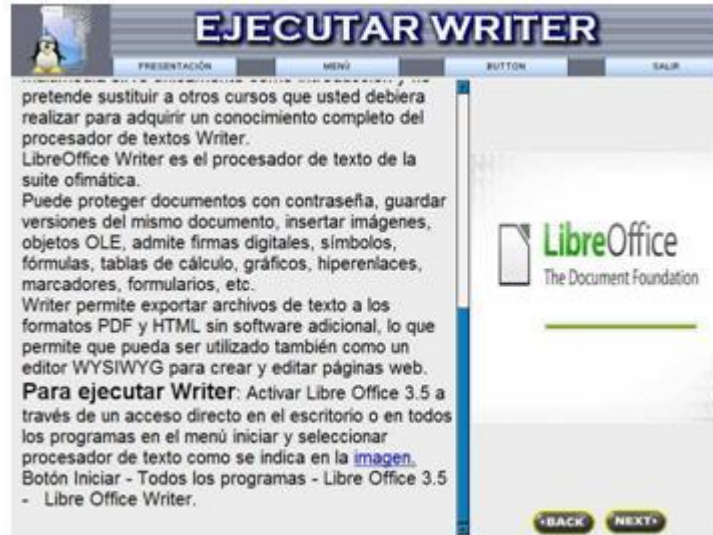 EJECUTAR WRITER
PRESENTACIÓN MENÚ BUTTON SALIR
pretende sustituir a otros cursos que usted debiera
realizar para adquirir un conocimiento completo del
procesador de textos Writer.
LibreOffice Writer es el procesador de texto de la
suite ofimática.
Puede proteger documentos con contraseña, guardar
versiones del mismo documento, insertar imágenes,
objetos OLE, admite firmas digitales, símbolos,
fórmulas, tablas de cálculo, gráficos, hiperenlaces,
marcadores, formularios, etc.
Writer permite exportar archivos de texto a los
formatos PDF y HTML sin software adicional, lo que
permite que pueda ser utilizado también como un
editor WYSIWYG para crear y editar páginas web.
Para ejecutar Writer: Activar Libre Office 3.5 a
través de un acceso directo en el escritorio o en todos
los programas en el menú iniciar y seleccionar
procesador de texto como se indica en la imagen.
Botón Iniciar - Todos los programas - Libre Office 3.5
- Libre Office Writer.
LibreOffice
The Document Foundation
BACK NEXT